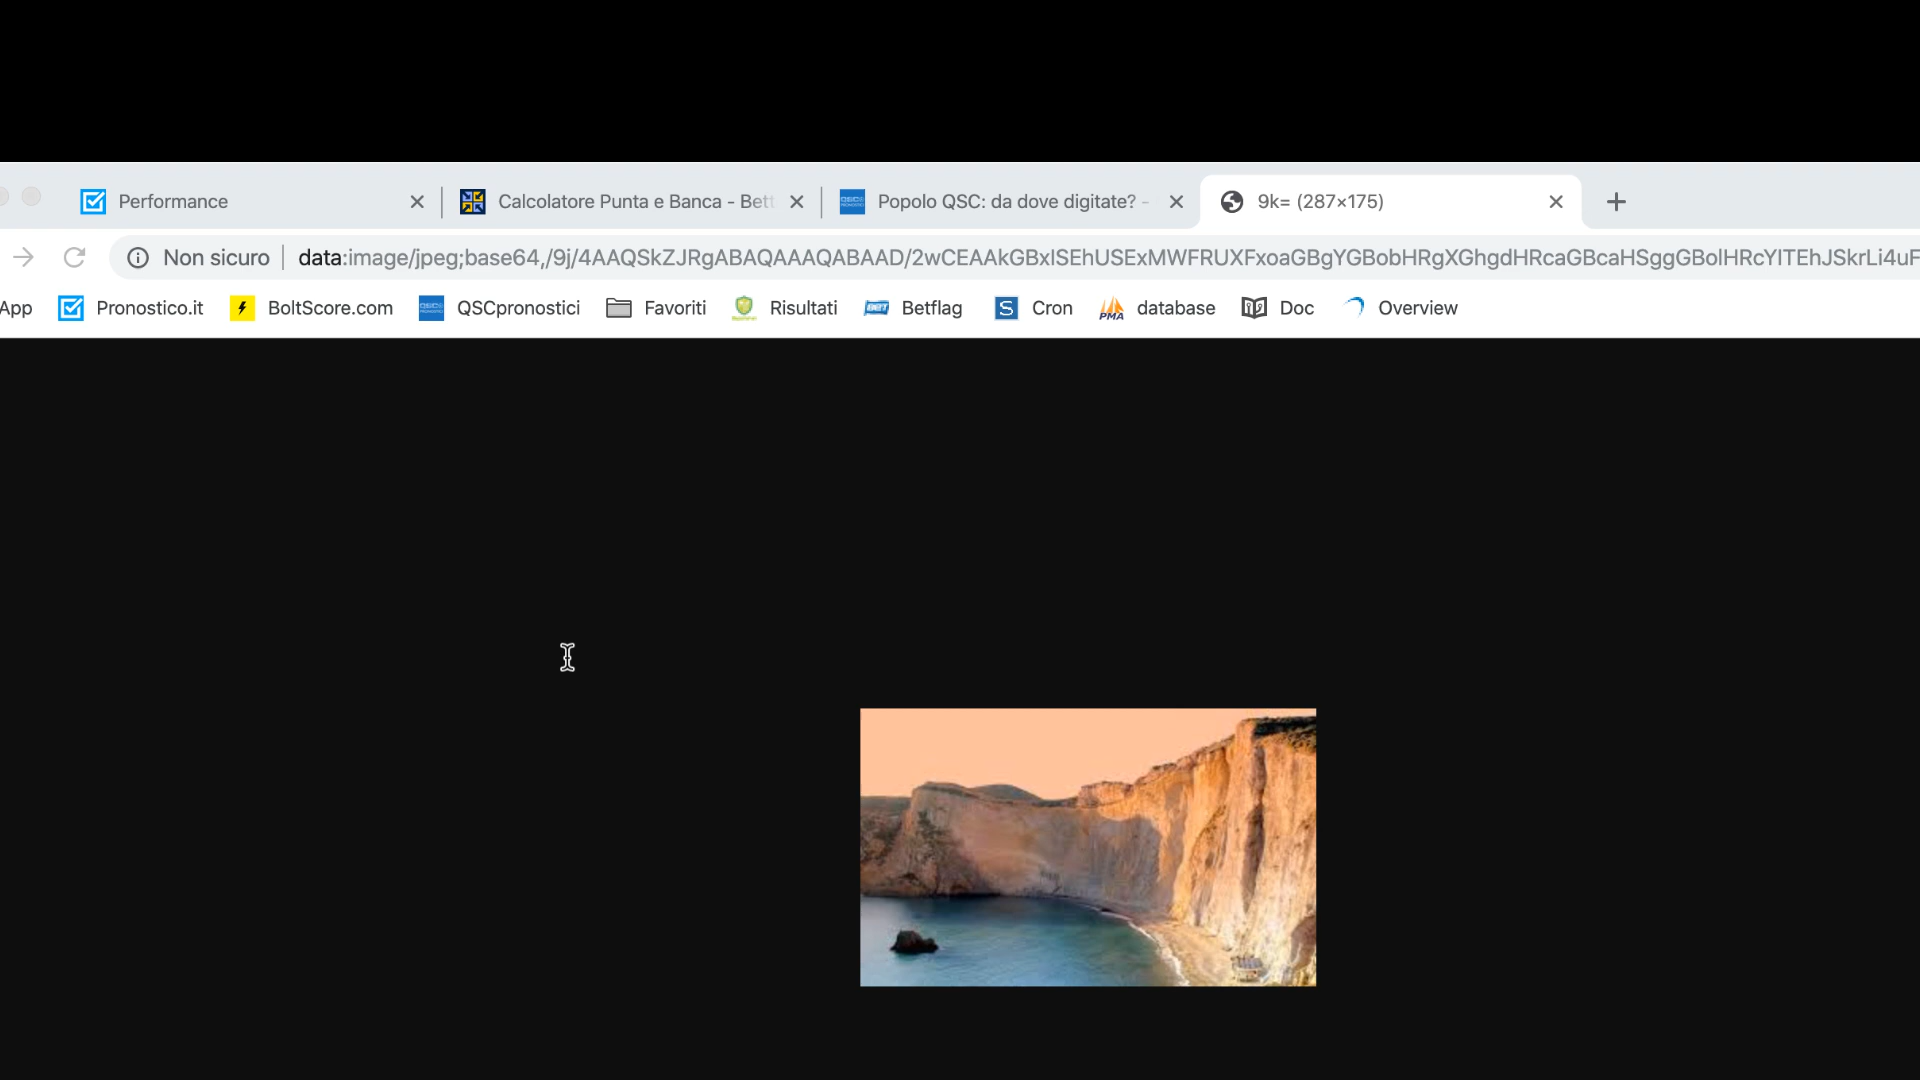 Performance
Calcolatore Punta e Banca - Bett
Popolo QSC: da dove digitate? -
9k= (287×175)
Non sicuro
data:image/jpeg;base64,/9j/4AAQSkZJRgABAQAAAQABAAD/2wCEAAkGBxISEhUSExMWFRUXFxoaGBgYGBobHRgXGhgdHRcaGBcaHSggGBolHRcYITEhJSkrLi4uF
App
Pronostico.it
BoltScore.com
QSCpronostici
Favoriti
Risultati
Betflag
Cron
PMA
database
Doc
Overview